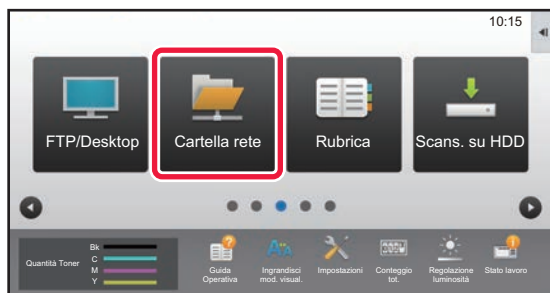 10:15
FTP/Desktop
Cartella rete
Rubrica
Scans. su HDD
Quantità Toner
Bk
C
M
Y
Guida
Operativa
Ingrandisci
mod. visual.
Impostazioni
Conteggio
tot.
Regolazione
luminosità
Stato lavoro